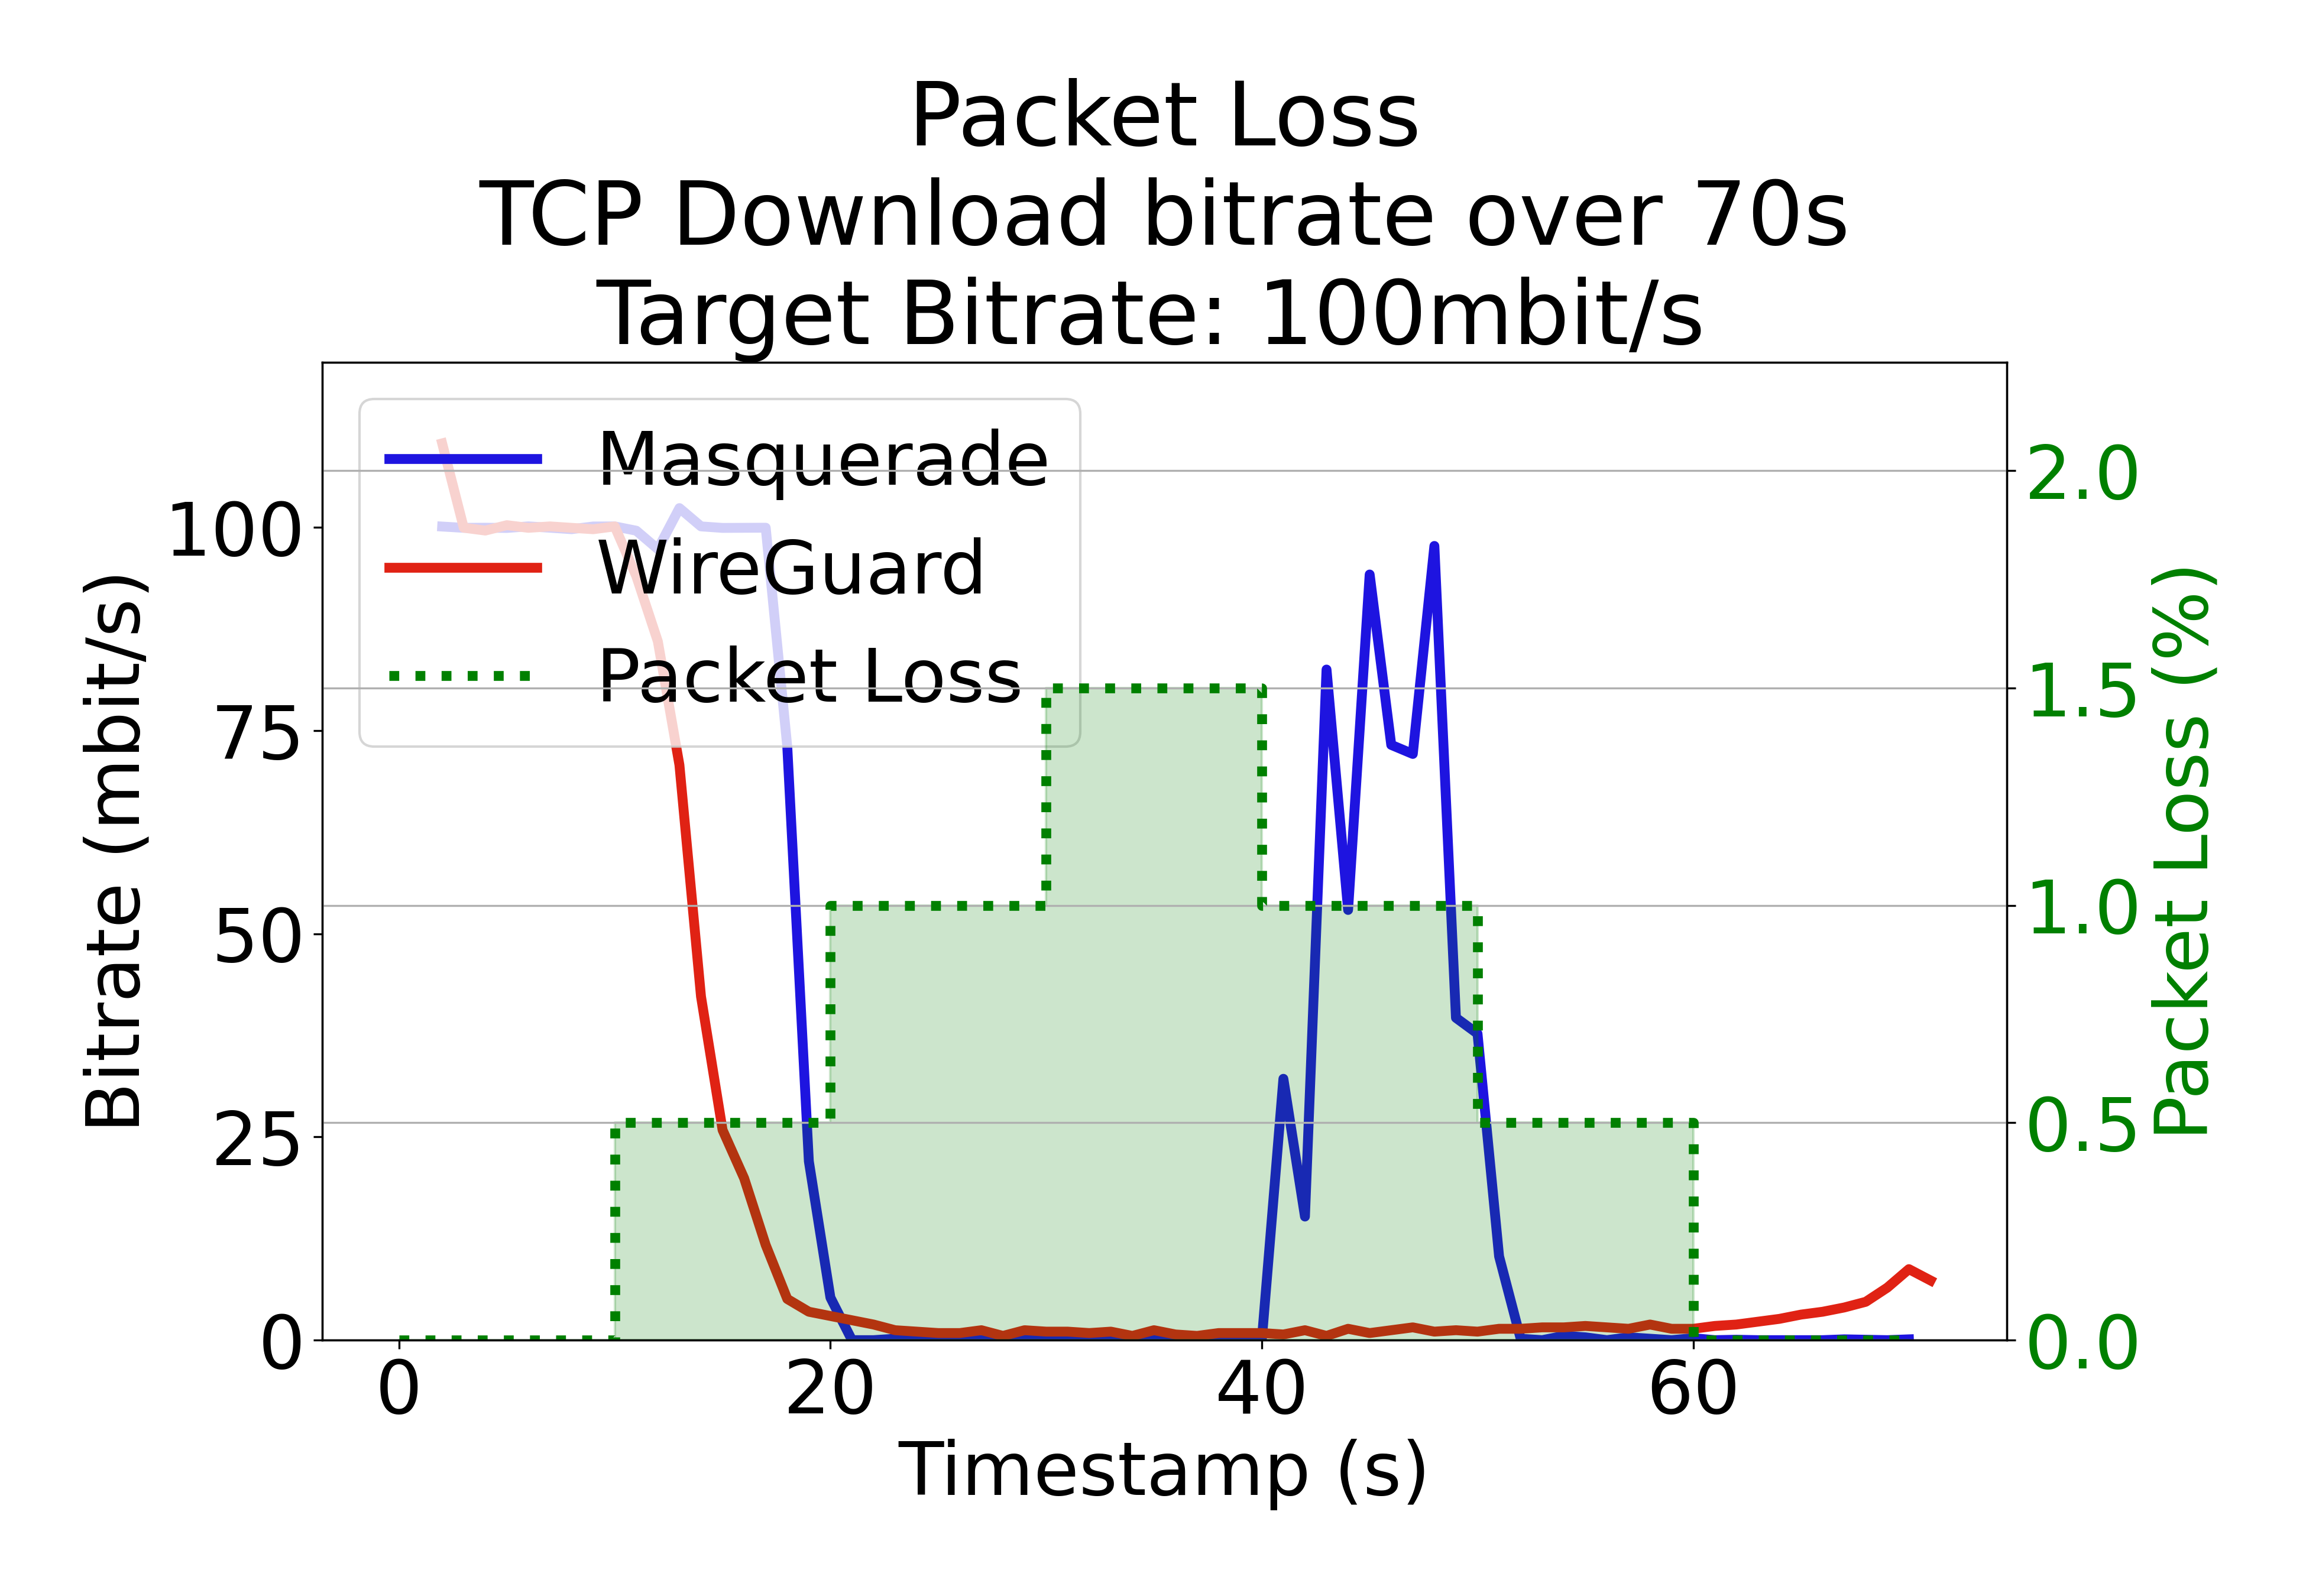 Packet Loss
TCP Download bitrate over 70s
Target Bitrate: 100mbit/s
Masquerade
WireGuard
Packet Loss
Bitrate (mbit/s)
100
75
50
25
0
2.0
1.5
1.0
0.5
0.0
Packet Loss (%)
0 20 40 60
Timestamp (s)